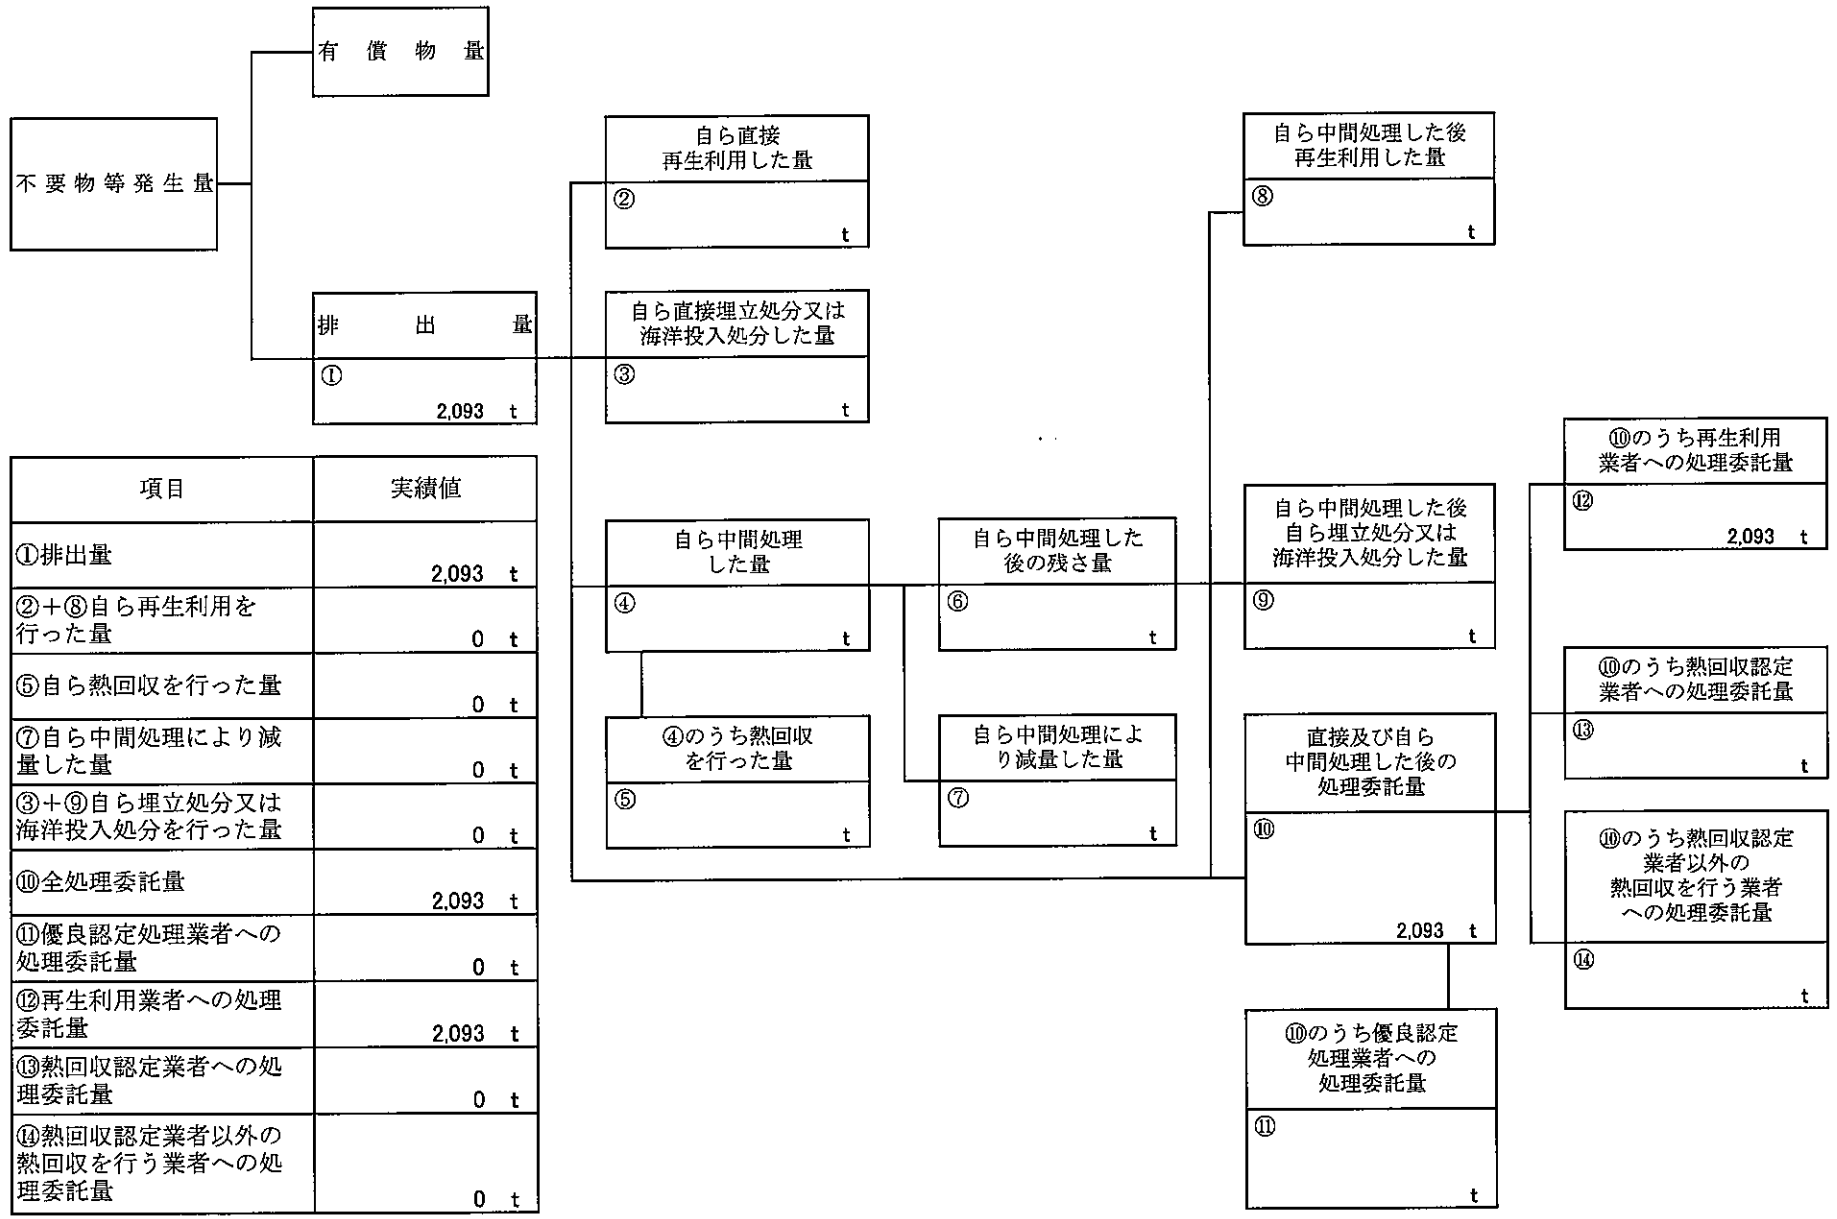 有償物量
不要物等発生量
排出量
①
2,093 t
自ら直接
再生利用した量
②
t
自ら直接埋立処分又は
海洋投入処分した量
③
t
自ら中間処理
した量
④
t
④のうち熱回収
を行った量
⑤
t
自ら中間処理した
後の残さ量
⑥
t
自ら中間処理によ
り減量した量
⑦
t
自ら中間処理した後
再生利用した量
⑧
t
自ら中間処理した後
自ら埋立処分又は
海洋投入処分した量
⑨
t
直接及び自ら
中間処理した後の
処理委託量
⑩
2,093 t
⑩のうち優良認定
処理業者への
処理委託量
⑪
t
⑩のうち再生利用
業者への処理委託量
⑫
2,093 t
⑩のうち熱回収認定
業者への処理委託量
⑬
t
⑩のうち熱回収認定
業者以外の
熱回収を行う業者
への処理委託量
⑭
t
項目 実績値
①排出量
2,093 t
②＋⑧自ら再生利用を
行った量
0 t
⑤自ら熱回収を行った量
0 t
⑦自ら中間処理により減
量した量
0 t
③＋⑨自ら埋立処分又は
海洋投入処分を行った量
0 t
⑩全処理委託量
2,093 t
⑪優良認定処理業者への
処理委託量
0 t
⑫再生利用業者への処理
委託量
2,093 t
⑬熱回収認定業者への処
理委託量
0 t
⑭熱回収認定業者以外の
熱回収を行う業者への処
理委託量
0 t